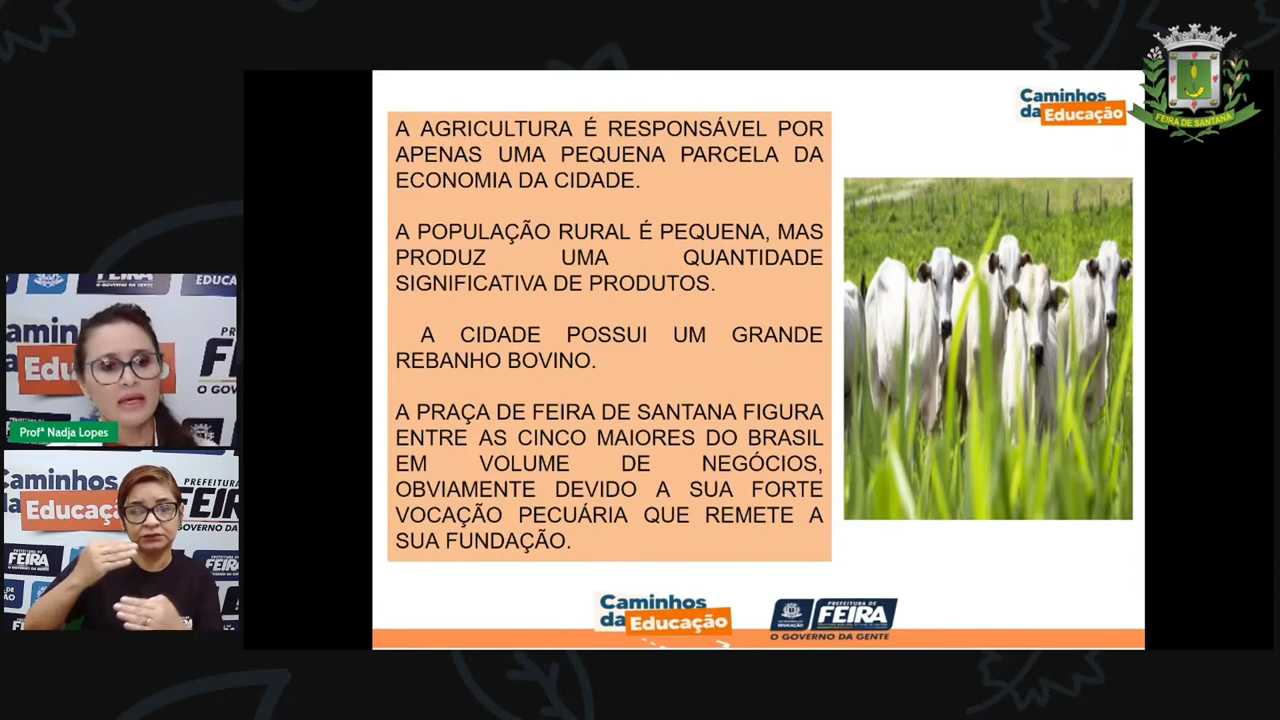 Caminhos
da Educação
FEIRA DE SANTANA
A AGRICULTURA É RESPONSÁVEL POR
APENAS UMA PEQUENA PARCELA DA
ECONOMIA DA CIDADE.
A POPULAÇÃO RURAL É PEQUENA, MAS
PRODUZ UMA QUANTIDADE
SIGNIFICATIVA DE PRODUTOS.
A CIDADE POSSUI UM GRANDE
REBANHO BOVINO.
A PRAÇA DE FEIRA DE SANTANA FIGURA
ENTRE AS CINCO MAIORES DO BRASIL
EM VOLUME DE NEGÓCIOS,
OBVIAMENTE DEVIDO A SUA FORTE
VOCAÇÃO PECUÁRIA QUE REMETE A
SUA FUNDAÇÃO.
Profª Nadja Lopes
Caminhos
da Educação
PREFEITURA DE
FEIRA
EDUCAÇÃO
O GOVERNO DA GENTE